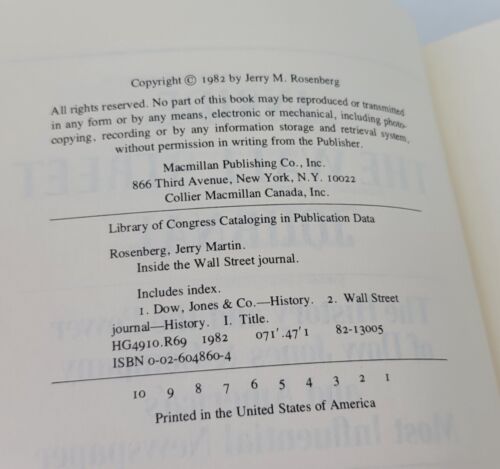 Copyright © 1982 by Jerry M. Rosenberg
All rights reserved. No part of this book may be reproduced or transmitted
in any form or by any means, electronic or mechanical, including photo-
copying, recording or by any information storage and retrieval system,
without permission in writing from the Publisher.
Macmillan Publishing Co., Inc.
866 Third Avenue, New York, N.Y. 10022
Collier Macmillan Canada, Inc.
Library of Congress Cataloging in Publication Data
Rosenberg, Jerry Martin.
Inside the Wall Street journal.
Includes index.
1. Dow, Jones & Co.—History. 2. Wall Street
journal—History. I. Title.
HG4910.R69 1982 071'.47'1 82-13005
ISBN 0-02-604860-4
10 9 8 7 6 5 4 3 2 1
Printed in the United States of America